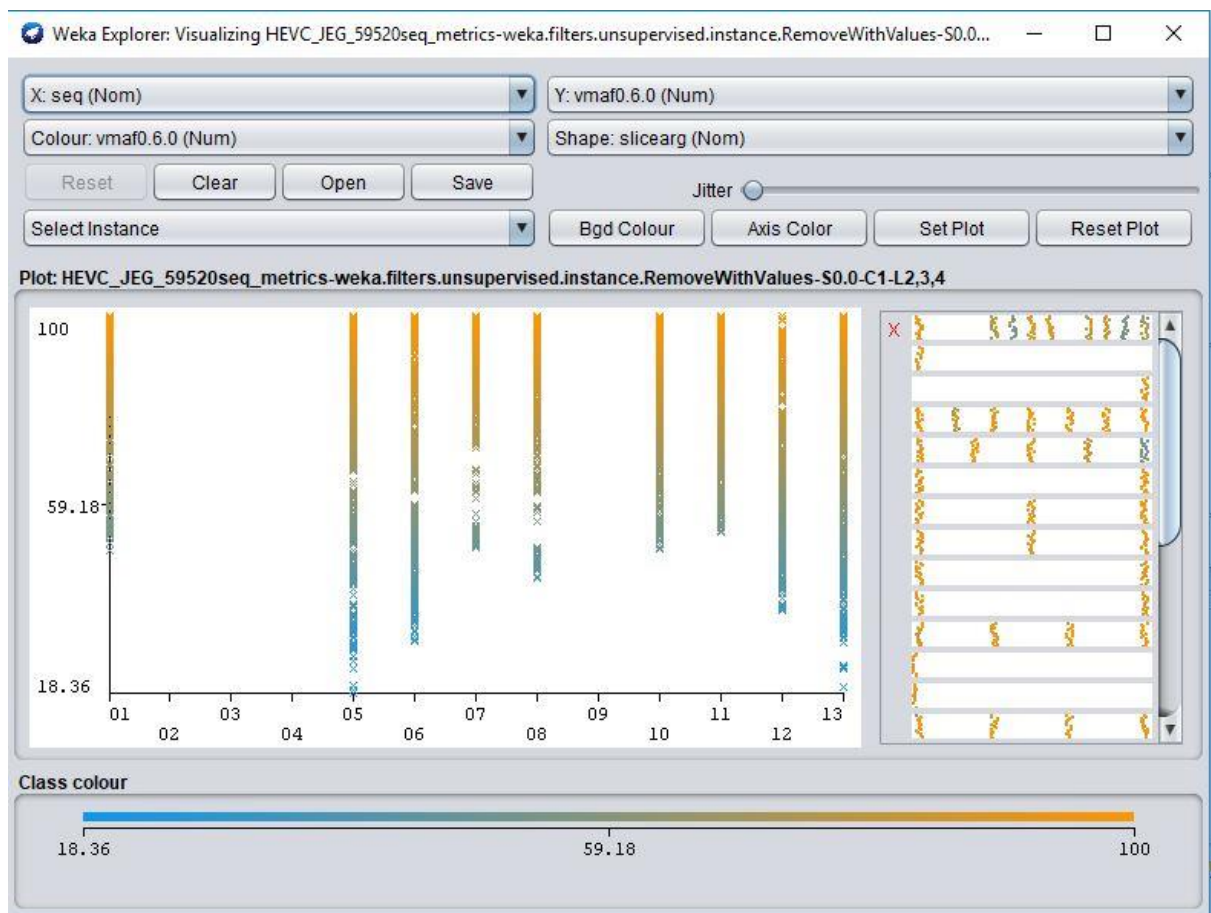 Weka Explorer: Visualizing HEVC_JEG_59520seq_metrics-weka.filters.unsupervised.instance.RemoveWithValues-S0.0...
X: seq (Nom) Y: vmaf0.6.0 (Num)
Colour: vmaf0.6.0 (Num) Shape: slicearg (Nom)
Reset Clear Open Save Jitter
Select Instance Bgd Colour Axis Color Set Plot Reset Plot
Plot: HEVC_JEG_59520seq_metrics-weka.filters.unsupervised.instance.RemoveWithValues-S0.0-C1-L2,3,4
100 X
59.18
18.36
01 03 05 07 09 11 13
02 04 06 08 10 12
Class colour
18.36 59.18 100